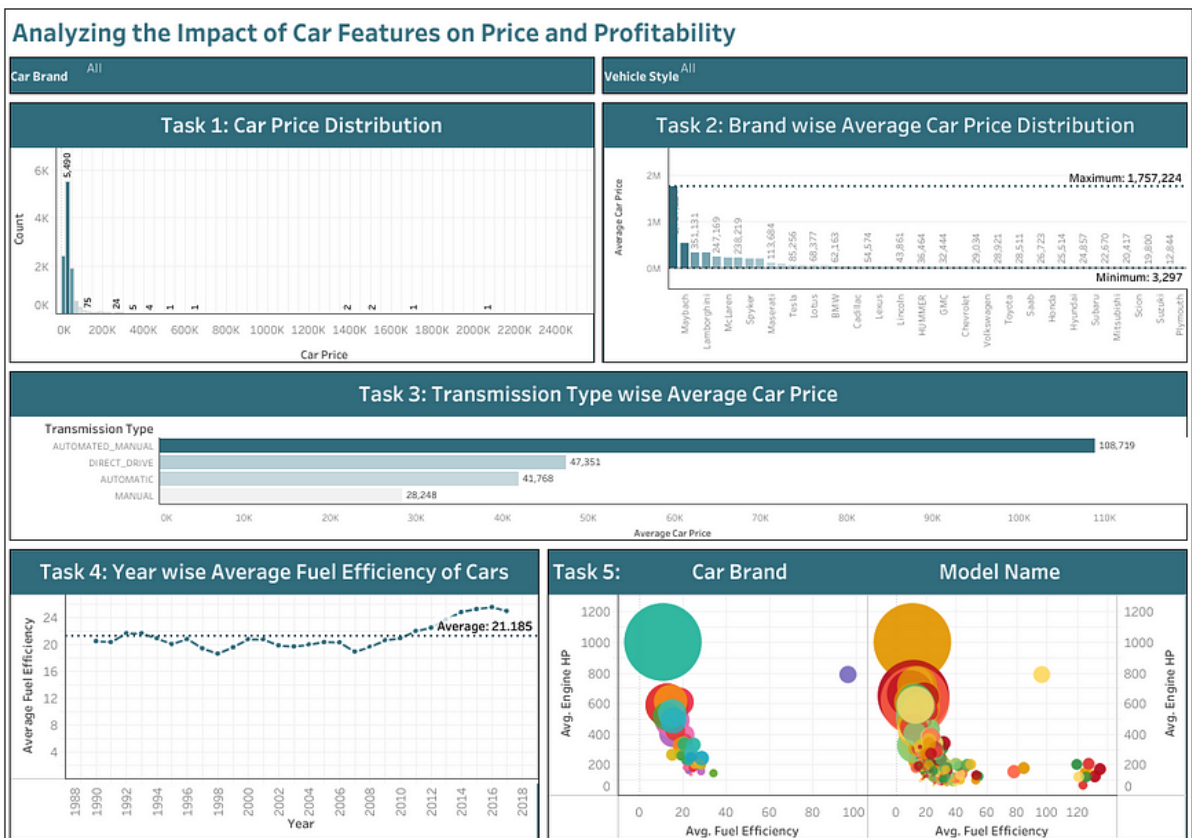 Analyzing the Impact of Car Features on Price and Profitability
Car Brand All
Vehicle Style All
Task 1: Car Price Distribution
Count
6K
4K
2K
0K
5,490
75
24
5
4
1
1
2
2
1
1
0K 200K 400K 600K 800K 1000K 1200K 1400K 1600K 1800K 2000K 2200K 2400K
Car Price
Task 2: Brand wise Average Car Price Distribution
Average Car Price
2M
1M
0M
Maximum: 1,757,224
351,131
247,169
238,219
113,684
85,256
68,377
62,163
54,574
43,861
36,464
32,444
29,034
28,921
28,511
26,723
25,514
24,857
22,670
20,417
19,800
12,844
Minimum: 3,297
Maybach
Lamborghini
McLaren
Spyker
Maserati
Tesla
Lotus
BMW
Cadillac
Lexus
Lincoln
HUMMER
GMC
Chevrolet
Volkswagen
Toyota
Saab
Honda
Hyundai
Subaru
Mitsubishi
Scion
Suzuki
Plymouth
Task 3: Transmission Type wise Average Car Price
Transmission Type
AUTOMATED_MANUAL 108,719
DIRECT_DRIVE 47,351
AUTOMATIC 41,768
MANUAL 28,248
0K 10K 20K 30K 40K 50K 60K 70K 80K 90K 100K 110K
Average Car Price
Task 4: Year wise Average Fuel Efficiency of Cars
Average Fuel Efficiency
24
20
16
12
8
4
Average: 21.185
1988
1990
1992
1994
1996
1998
2000
2002
2004
2006
2008
2010
2012
2014
2016
2018
Year
Task 5: Car Brand Model Name
Avg. Engine HP
1200
1000
800
600
400
200
0
0 20 40 60 80 100
Avg. Fuel Efficiency
0 20 40 60 80 100 120
Avg. Fuel Efficiency
1200
1000
800
600
400
200
0
Avg. Engine HP